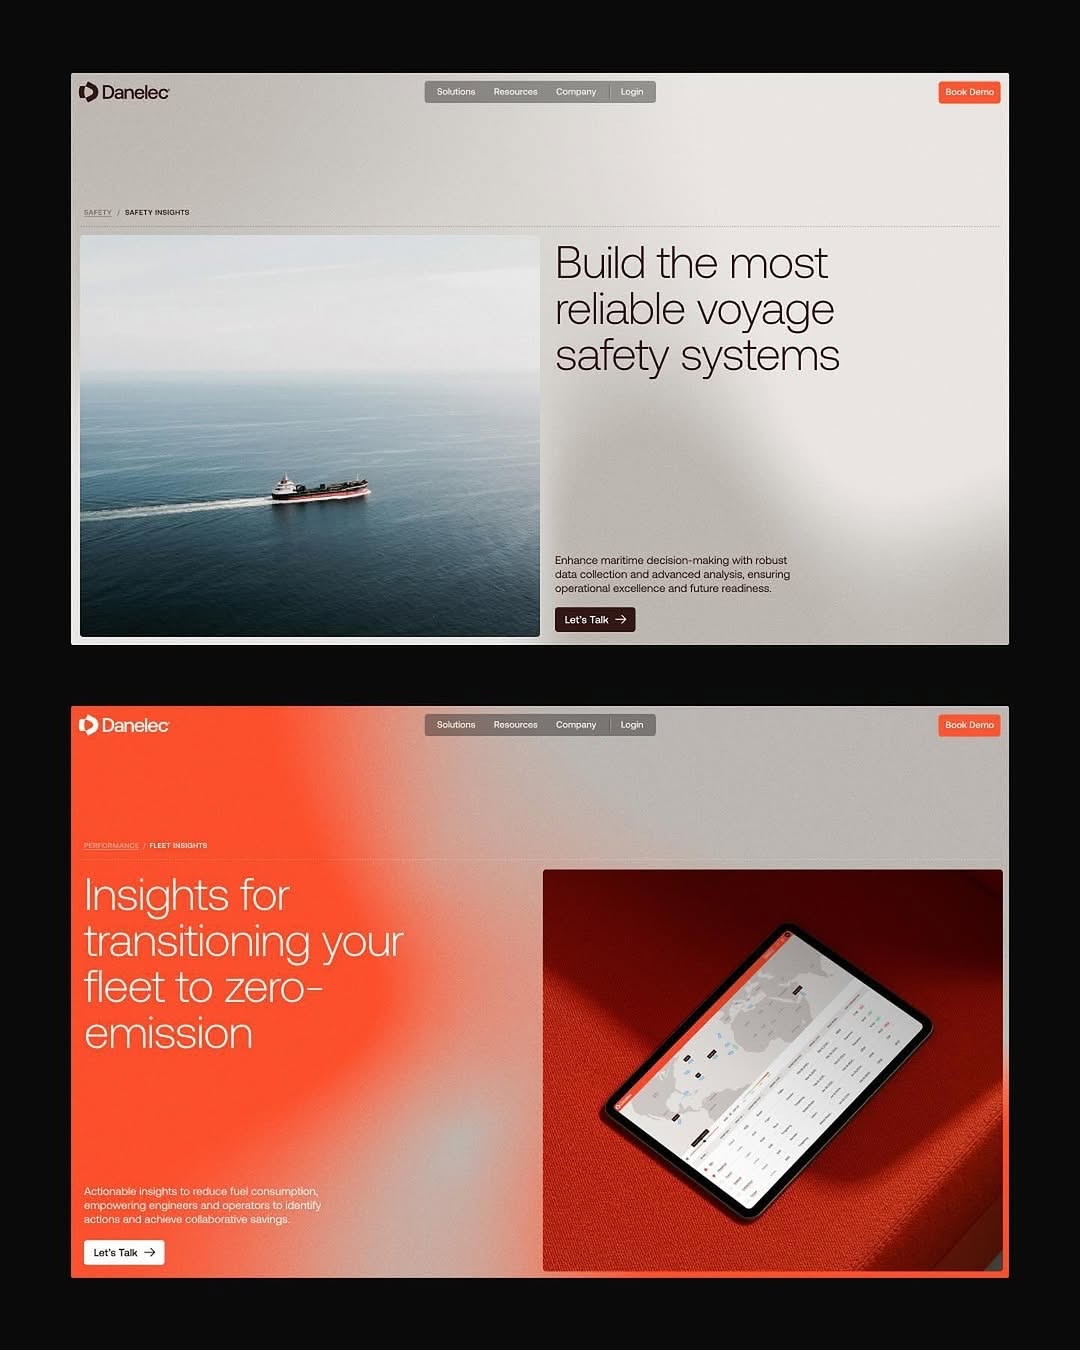 Danelec
Solutions Resources Company Login
Book Demo
SAFETY / SAFETY INSIGHTS
Build the most
reliable voyage
safety systems
Enhance maritime decision-making with robust
data collection and advanced analysis, ensuring
operational excellence and future readiness.
Let's Talk →
Danelec
Solutions Resources Company Login
Book Demo
PERFORMANCE / FLEET INSIGHTS
Insights for
transitioning your
fleet to zero-
emission
Actionable insights to reduce fuel consumption,
empowering engineers and operators to identify
actions and achieve collaborative savings.
Let's Talk →